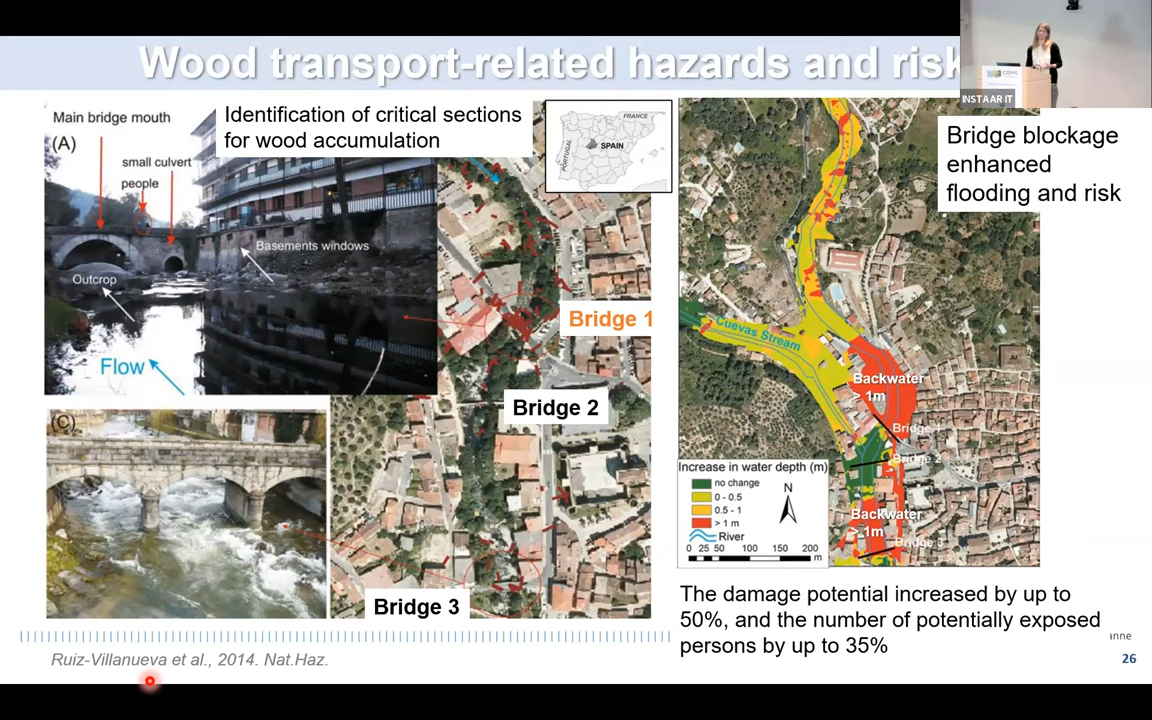 Wood transport-related hazards and risk
INSTAAR IT
Main bridge mouth
(A)
small culvert
people
Basements windows
Outcrop
Flow
(C)
Identification of critical sections
for wood accumulation
FRANCE
PORTUGAL
SPAIN
Bridge 1
Bridge 2
Bridge 3
Bridge blockage
enhanced
flooding and risk
Cuevas Stream
Backwater
> 1m
Bridge 1
Bridge 2
Backwater
> 1m
Bridge 3
Increase in water depth (m)
no change
0 - 0.5
0.5 - 1
> 1 m
River
N
0 25 50 100 150 200
m
The damage potential increased by up to
50%, and the number of potentially exposed
persons by up to 35%
anne
Ruiz-Villanueva et al., 2014. Nat.Haz.
26